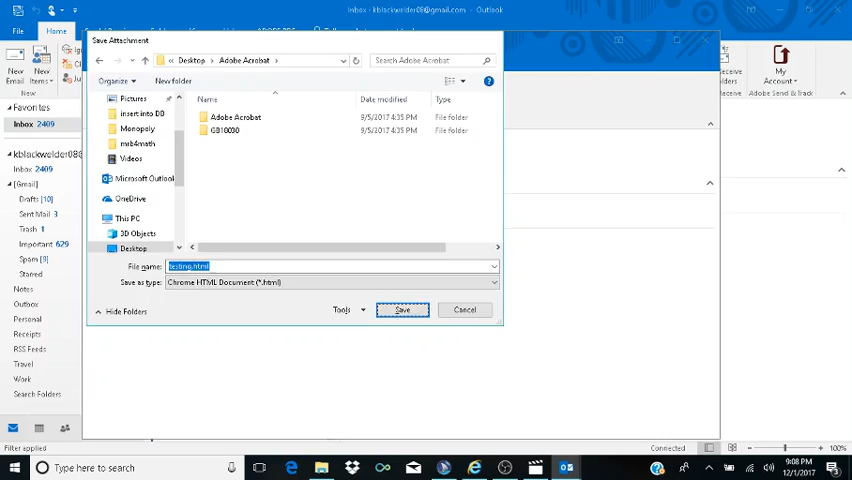 Inbox - kblackwelder08@gmail.com - Outlook
File
Home
Save Attachment
« Desktop › Adobe Acrobat ›
Search Adobe Acrobat
Organize
New folder
Name
Date modified
Type
Pictures
insert into DB
Monopoly
msb4math
Videos
Microsoft Outlook
OneDrive
This PC
3D Objects
Desktop
Adobe Acrobat
9/5/2017 4:35 PM
File folder
GB18030
9/5/2017 4:35 PM
File folder
File name:
testing.html
Save as type:
Chrome HTML Document (*.html)
Hide Folders
Tools
Save
Cancel
New
Email
New
Items
New
Favorites
Inbox 2409
kblackwelder08@
Inbox 2409
[Gmail]
Drafts [10]
Sent Mail 3
Trash 1
Important 629
Spam [9]
Starred
Notes
Outbox
Personal
Receipts
RSS Feeds
Travel
Work
Search Folders
My
Account
Adobe Send & Track
Filter applied
Connected
100%
Type here to search
9:08 PM
12/1/2017